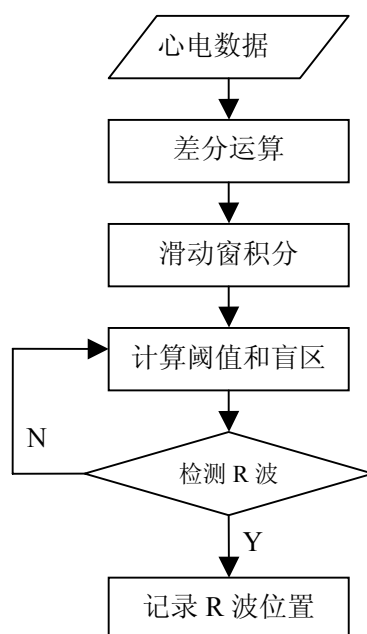 心电数据
差分运算
滑动窗积分
计算阈值和盲区
N
检测 R 波
Y
记录 R 波位置